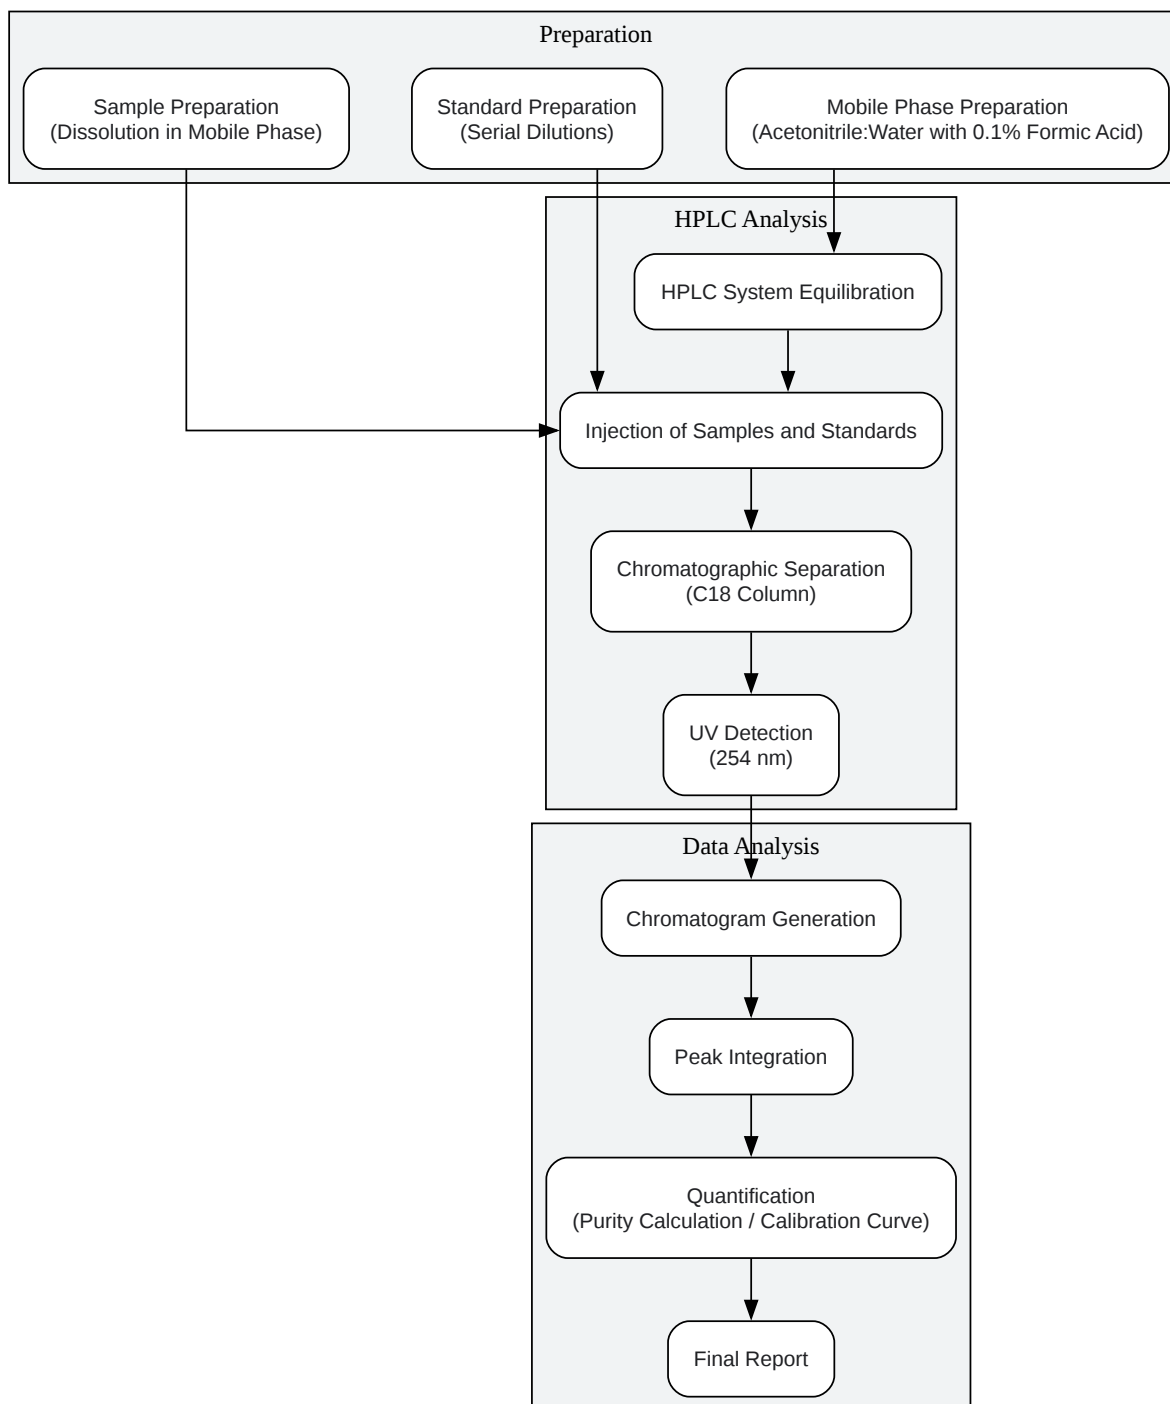 Preparation
Sample Preparation
(Dissolution in Mobile Phase)
Standard Preparation
(Serial Dilutions)
Mobile Phase Preparation
(Acetonitrile:Water with 0.1% Formic Acid)
HPLC Analysis
HPLC System Equilibration
Injection of Samples and Standards
Chromatographic Separation
(C18 Column)
UV Detection
(254 nm)
Data Analysis
Chromatogram Generation
Peak Integration
Quantification
(Purity Calculation / Calibration Curve)
Final Report